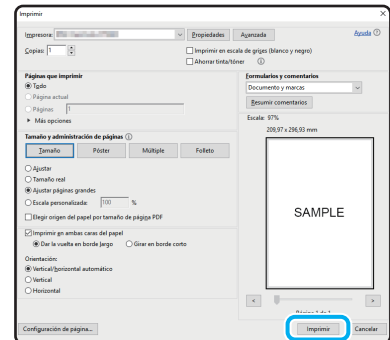 Imprimir
Impresora:
Propiedades
Avanzada
Ayuda
Copias: 1
Imprimir en escala de grises (blanco y negro)
Ahorrar tinta/tóner
Páginas que imprimir
Todo
Página actual
Páginas 1
Más opciones
Formularios y comentarios
Documento y marcas
Resumir comentarios
Escala: 97%
209,97 x 296,93 mm
Tamaño y administración de páginas
Tamaño
Póster
Múltiple
Folleto
Ajustar
Tamaño real
Ajustar páginas grandes
Escala personalizada: 100 %
Elegir origen del papel por tamaño de página PDF
SAMPLE
Imprimir en ambas caras del papel
Dar la vuelta en borde largo
Girar en borde corto
Orientación:
Vertical/horizontal automático
Vertical
Horizontal
<
>
Página 1 de 1
Configuración de página...
Imprimir
Cancelar